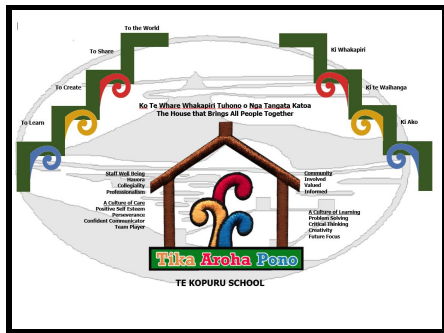 To the World
To Share
Ki Whakapiri
To Create
Ki te Waihanga
Ko Te Whare Whakapiri Tuhono o Nga Tangata Katoa
The House that Brings All People Together
To Learn
Ki Ako
Staff Well Being
Hauora
Collegiality
Professionalism
A Culture of Care
Positive Self Esteem
Perseverance
Confident Communicator
Team Player
Community
Involved
Valued
Informed
A Culture of Learning
Problem Solving
Critical Thinking
Creativity
Future Focus
Tika Aroha Pono
TE KOPURU SCHOOL